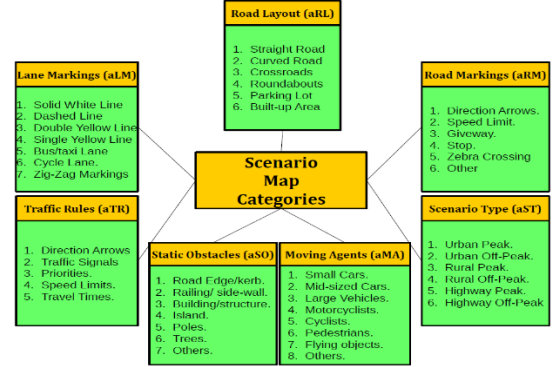 Road Layout (aRL)
1. Straight Road
2. Curved Road
3. Crossroads
4. Roundabouts
5. Parking Lot
6. Built-up Area
Lane Markings (aLM)
1. Solid White Line
2. Dashed Line
3. Double Yellow Line
4. Single Yellow Line
5. Bus/taxi Lane
6. Cycle Lane.
7. Zig-Zag Markings
Road Markings (aRM)
1. Direction Arrows.
2. Speed Limit.
3. Giveway.
4. Stop.
5. Zebra Crossing
6. Other
Scenario
Map
Categories
Traffic Rules (aTR)
1. Direction Arrows
2. Traffic Signals
3. Priorities.
4. Speed Limits.
5. Travel Times.
Scenario Type (aST)
1. Urban Peak.
2. Urban Off-Peak.
3. Rural Peak.
4. Rural Off-Peak.
5. Highway Peak.
6. Highway Off-Peak
Static Obstacles (aSO)
1. Road Edge/kerb.
2. Railing/ side-wall.
3. Building/structure.
4. Island.
5. Poles.
6. Trees.
7. Others.
Moving Agents (aMA)
1. Small Cars.
2. Mid-sized Cars.
3. Large Vehicles.
4. Motorcyclists.
5. Cyclists.
6. Pedestrians.
7. Flying objects.
8. Others.